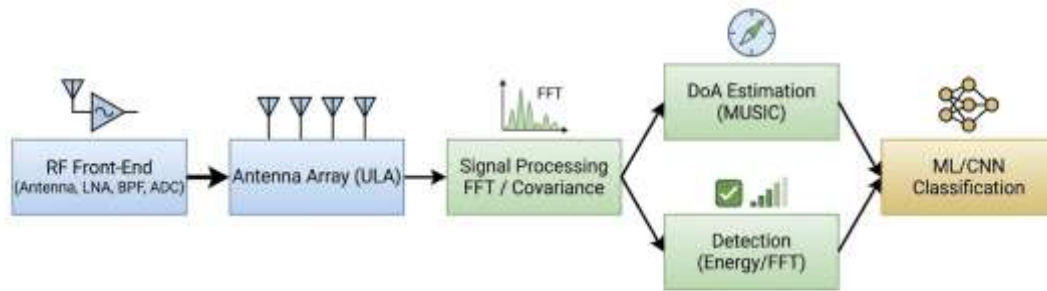 RF Front-End
(Antenna, LNA, BPF, ADC)
Antenna Array (ULA)
FFT
Signal Processing
FFT / Covariance
DoA Estimation
(MUSIC)
Detection
(Energy/FFT)
ML/CNN
Classification